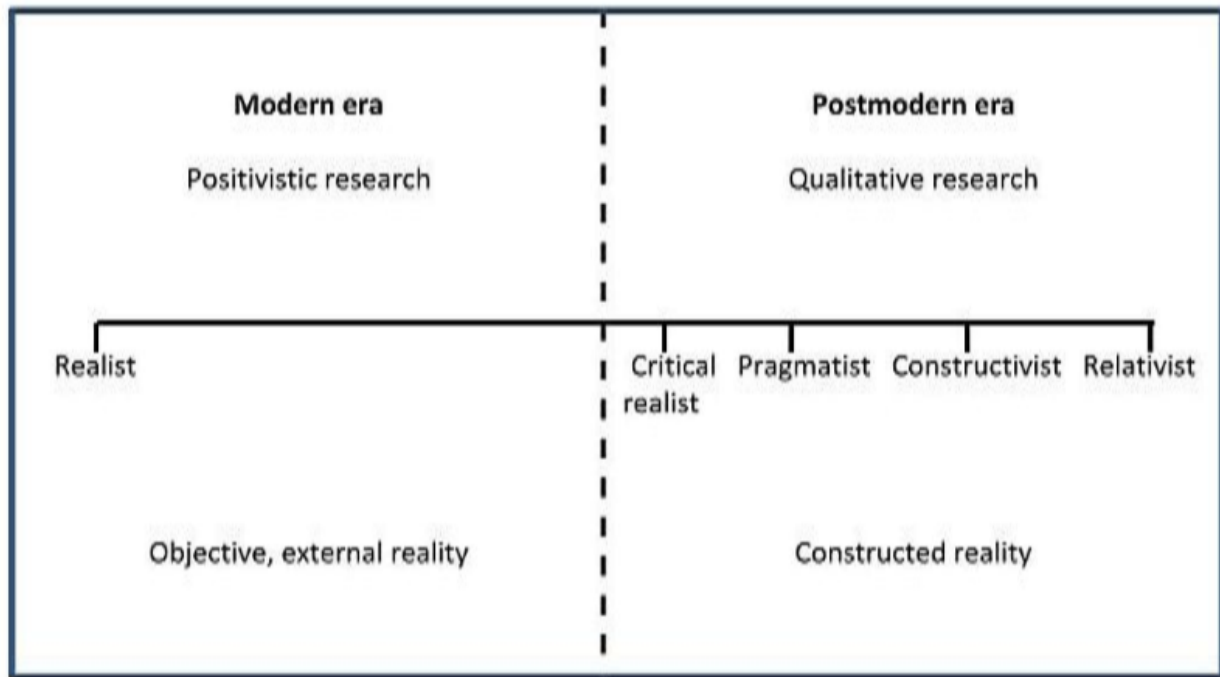 Modern era
Postmodern era
Positivistic research
Qualitative research
Realist
Critical
realist
Pragmatist
Constructivist
Relativist
Objective, external reality
Constructed reality